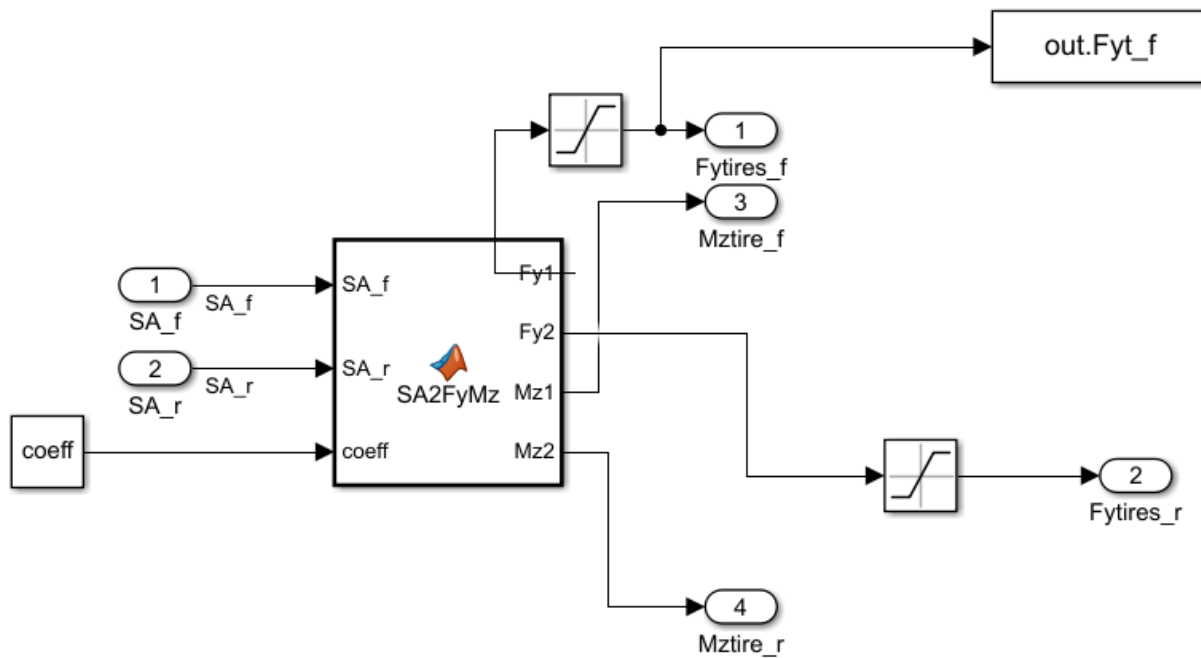 out.Fyt_f
1
Fytires_f
3
Mztire_f
1
SA_f
SA_f
SA_f
Fy1
Fy2
2
SA_r
SA_r
SA_r
SA2FyMz
Mz1
coeff
coeff
Mz2
2
Fytires_r
4
Mztire_r